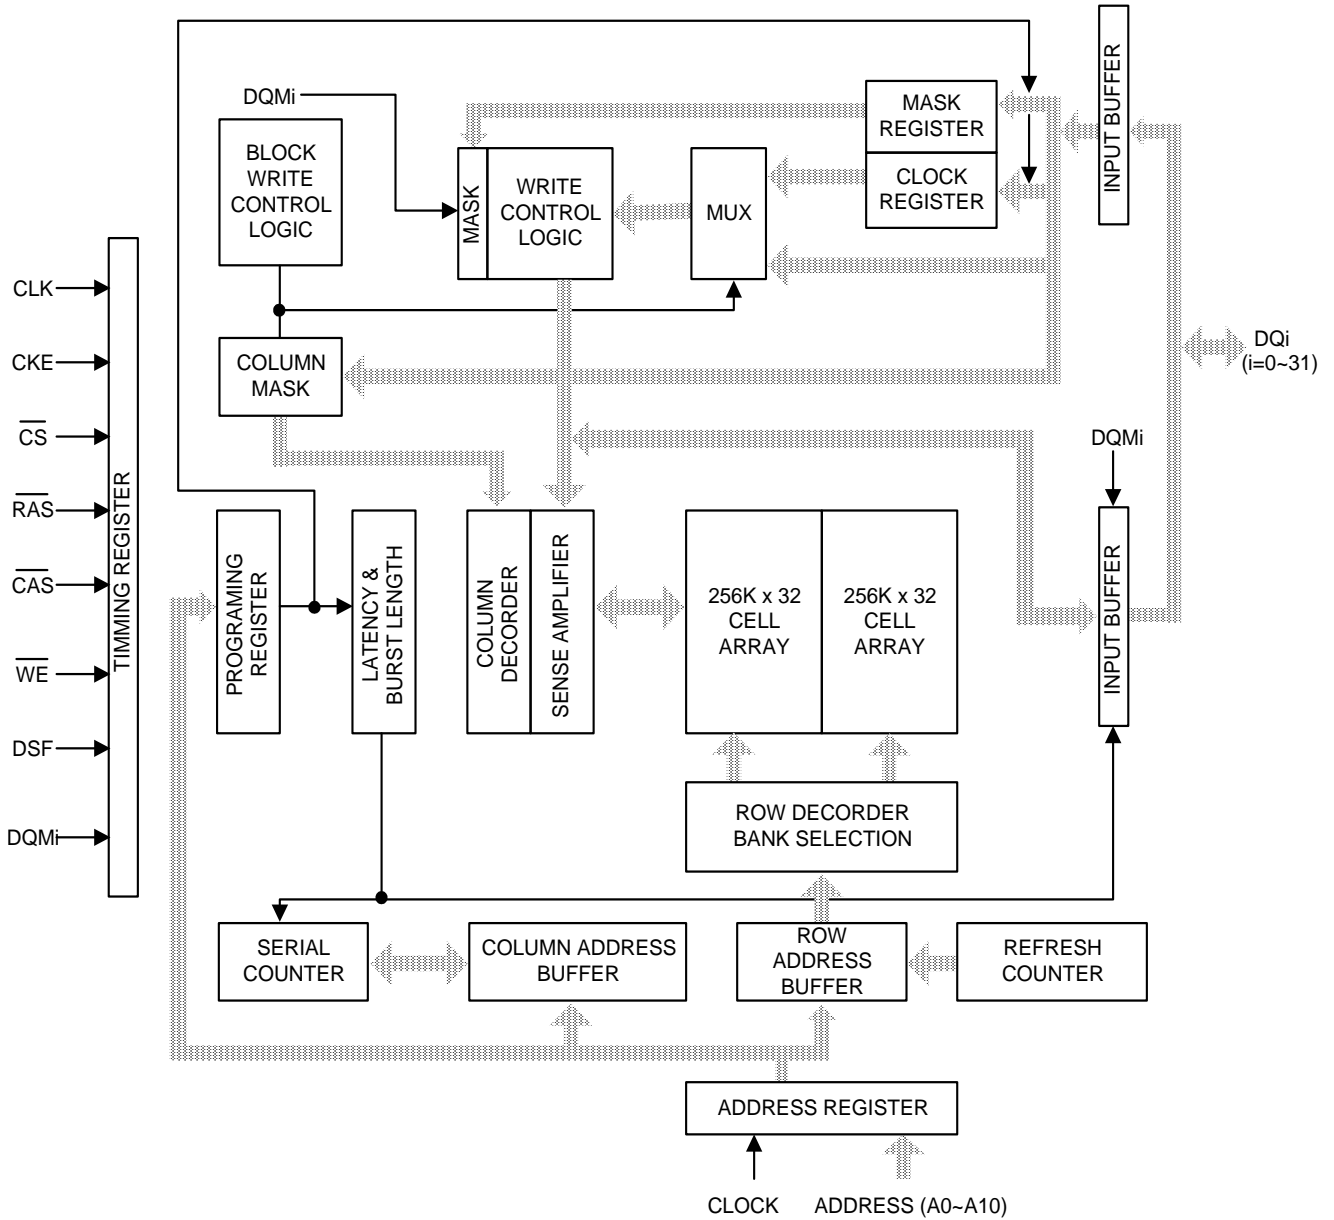 DQMi
BLOCK
WRITE
CONTROL
LOGIC
MASK
WRITE
CONTROL
LOGIC
MUX
MASK
REGISTER
CLOCK
REGISTER
INPUT BUFFER
CLK
CKE
CS
RAS
CAS
WE
DSF
DQMi
TIMMING REGISTER
COLUMN
MASK
DQi
(i=0~31)
DQMi
PROGRAMING
REGISTER
LATENCY &
BURST LENGTH
COLUMN
DECORDER
SENSE AMPLIFIER
256K x 32
CELL
ARRAY
256K x 32
CELL
ARRAY
INPUT BUFFER
ROW DECORDER
BANK SELECTION
SERIAL
COUNTER
COLUMN ADDRESS
BUFFER
ROW
ADDRESS
BUFFER
REFRESH
COUNTER
ADDRESS REGISTER
CLOCK
ADDRESS (A0~A10)